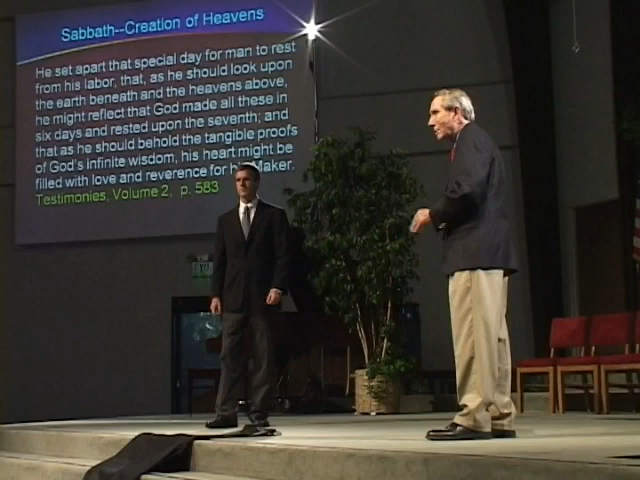 Sabbath--Creation of Heavens
He set apart that special day for man to rest
from his labor, that, as he should look upon
the earth beneath and the heavens above,
he might reflect that God made all these in
six days and rested upon the seventh; and
that as he should behold the tangible proofs
of God's infinite wisdom, his heart might be
filled with love and reverence for his Maker.
Testimonies, Volume 2, p. 583
EXIT